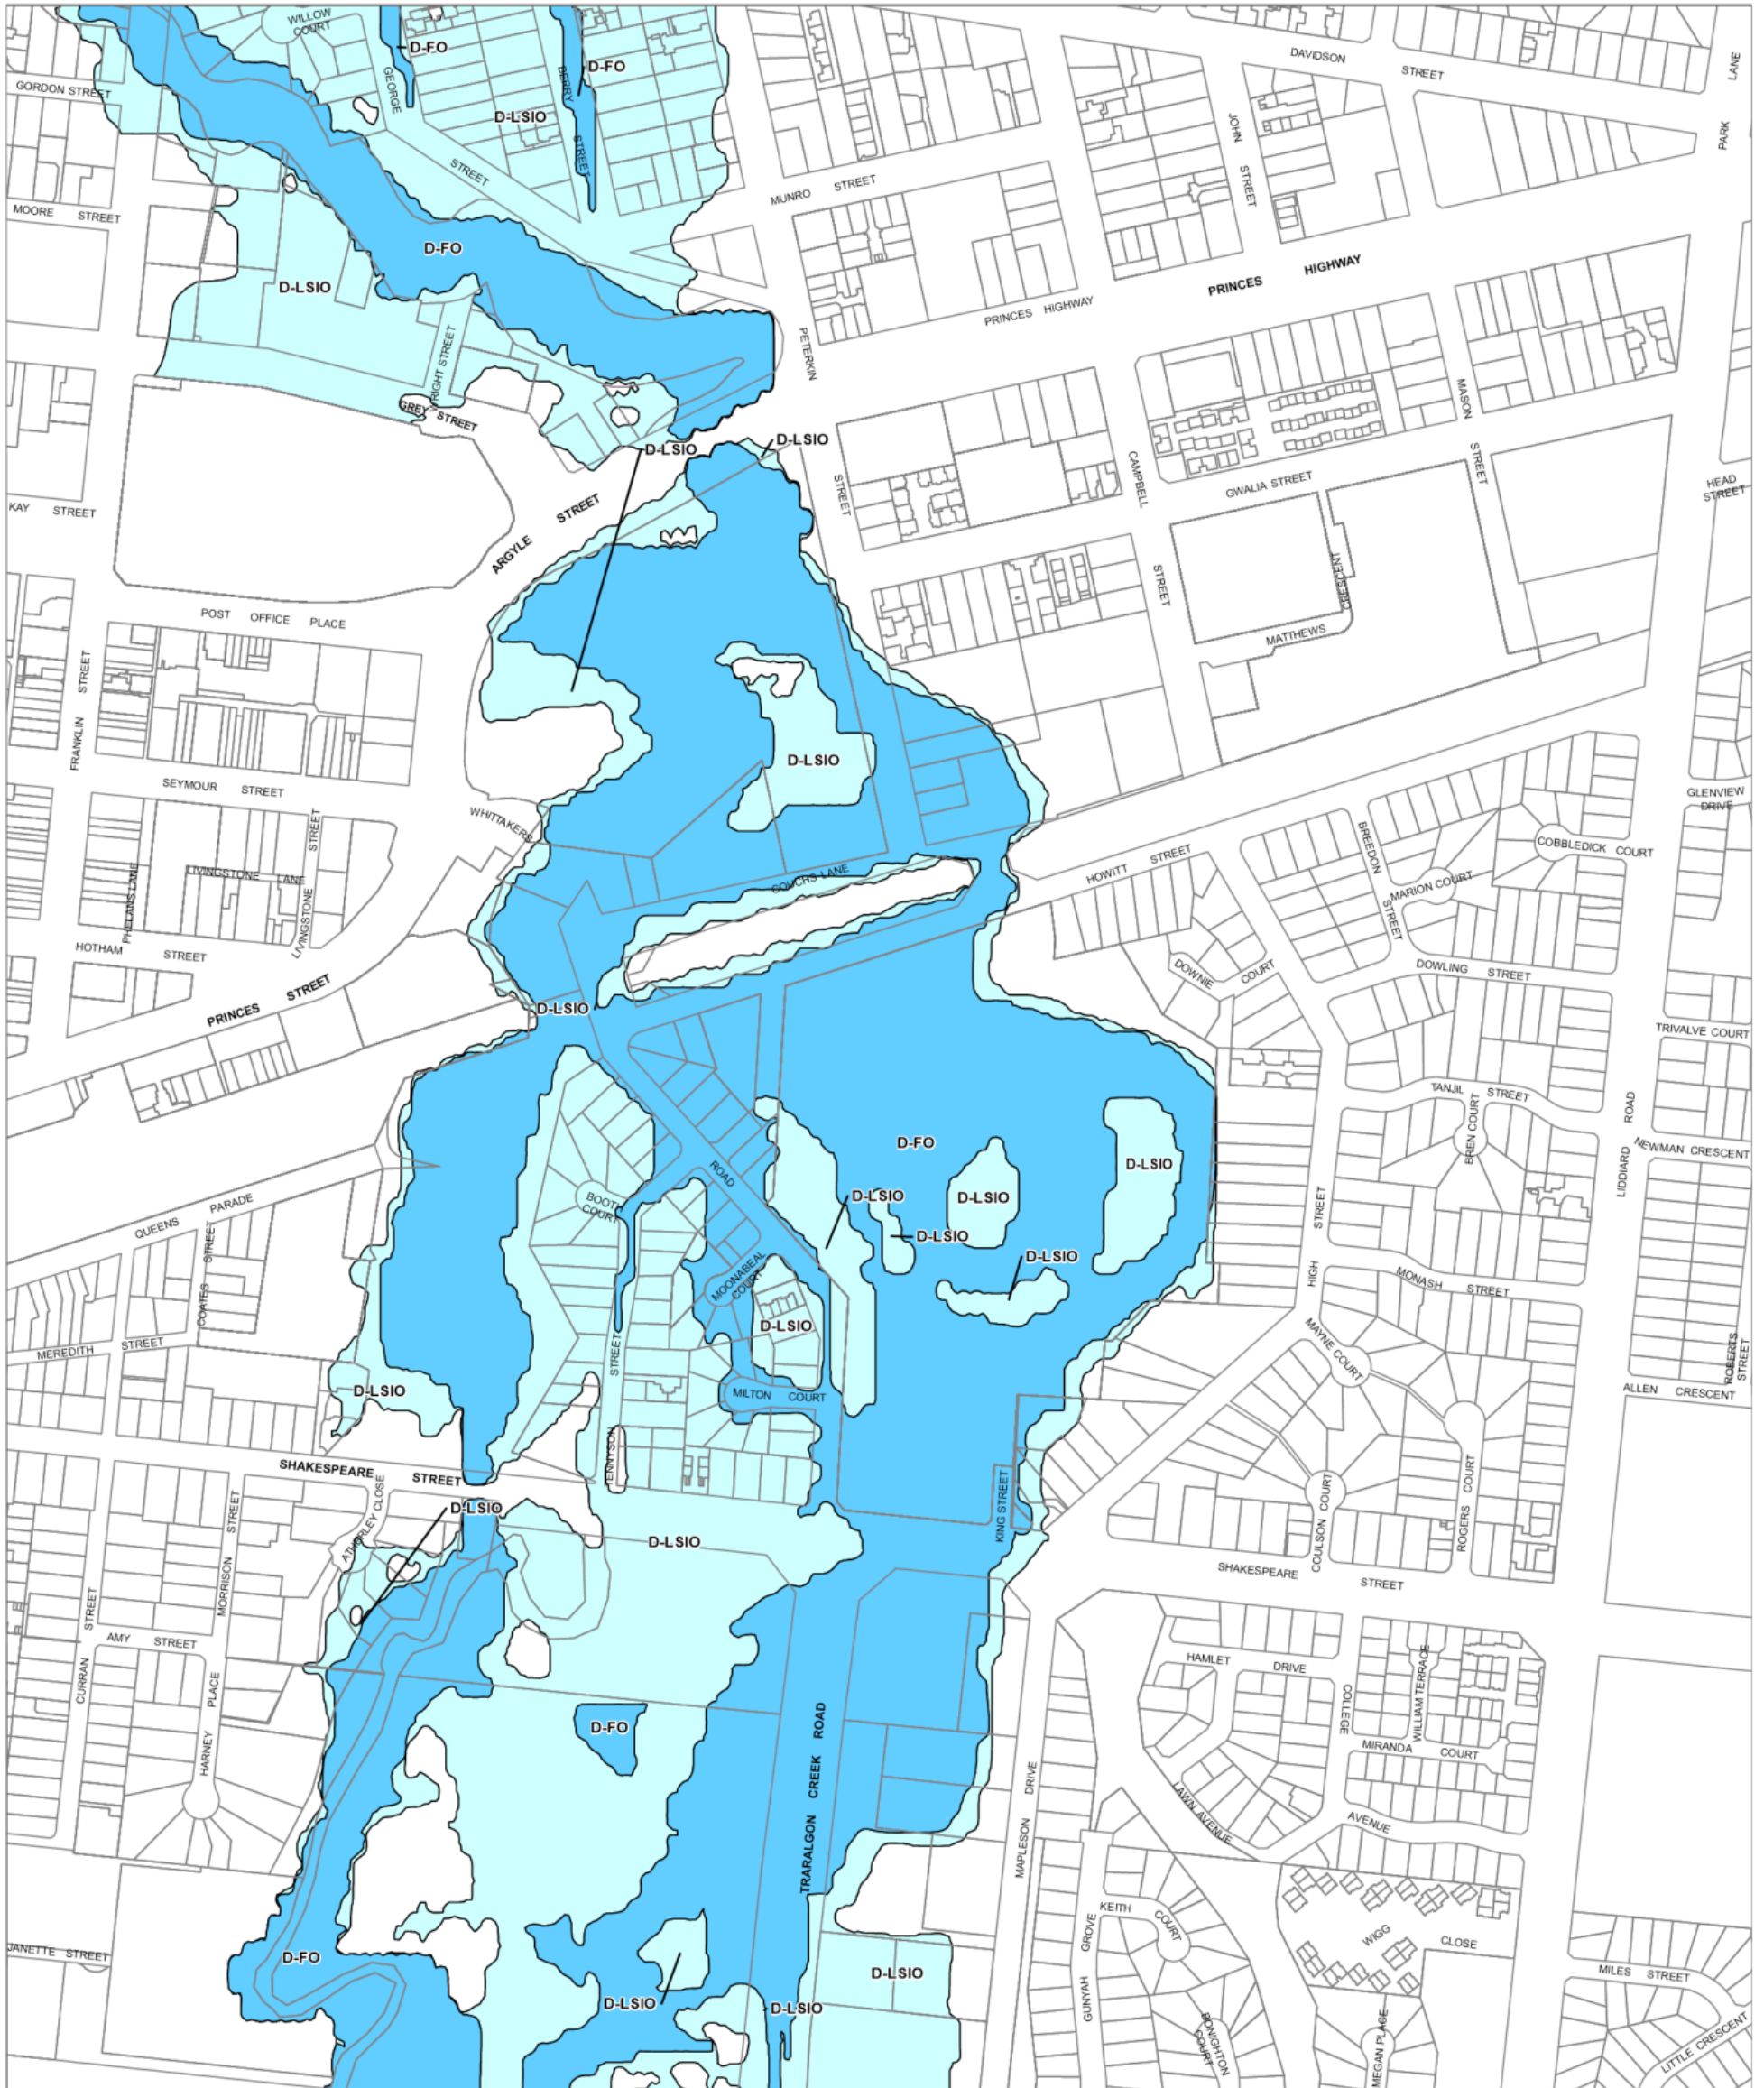 WILLOW
COURT
D-FO
D-FO
DAVIDSON STREET
LANE
GORDON STREET
GEORGE
BERRY
D-LSIO
STREET
STREET
JOHN
STREET
PARK
MUNRO STREET
MOORE STREET
D-FO
D-LSIO
PRINCES HIGHWAY
PRINCES HIGHWAY
PETERKIN
WRIGHT STREET
GREY STREET
MASON
STREET
D-LSIO
D-LSIO
STREET
CAMPBELL
GWALIA STREET
HEAD
STREET
KAY STREET
ARGYLE STREET
STREET
CRESCENT
MATTHEWS
POST OFFICE PLACE
FRANKLIN STREET
D-LSIO
SEYMOUR STREET
WHITTAKERS
GLENVIEW
DRIVE
BREEDON
STREET
COBBLEDICK COURT
HOWITT STREET
MARION COURT
COUCHS LANE
LIVINGSTONE LANE
PHELANS LANE
LIVINGSTONE
STREET
HOTHAM STREET
DOWNIE COURT
DOWLING STREET
PRINCES STREET
D-LSIO
TRIVALVE COURT
TANJIL STREET
BREN COURT
LIDDIARD ROAD
NEWMAN CRESCENT
D-FO
ROAD
D-LSIO
D-LSIO
D-LSIO
D-LSIO
D-LSIO
BOOTH
COURT
QUEENS PARADE
COATES STREET
MOONABEAL
COURT
HIGH STREET
MONASH STREET
MEREDITH STREET
D-LSIO
STREET
MAYNE COURT
ROBERTS
STREET
D-LSIO
MILTON COURT
ALLEN CRESCENT
TENNYSON
SHAKESPEARE STREET
KING STREET
COULSON COURT
ROGERS COURT
D-LSIO
ATHERLEY CLOSE
MORRISON STREET
D-LSIO
SHAKESPEARE STREET
CURRAN STREET
AMY STREET
HARNEY PLACE
HAMLET DRIVE
COLLEGE
WILLIAM TERRACE
MIRANDA COURT
D-FO
TRARALGON CREEK ROAD
MAPLESON DRIVE
LAWN AVENUE
AVENUE
KEITH COURT
GUNYAH GROVE
WIGG CLOSE
JANETTE STREET
D-FO
D-LSIO
MILES STREET
D-LSIO
D-LSIO
BONIGHTON
COURT
MEGAN PLACE
LITTLE CRESCENT